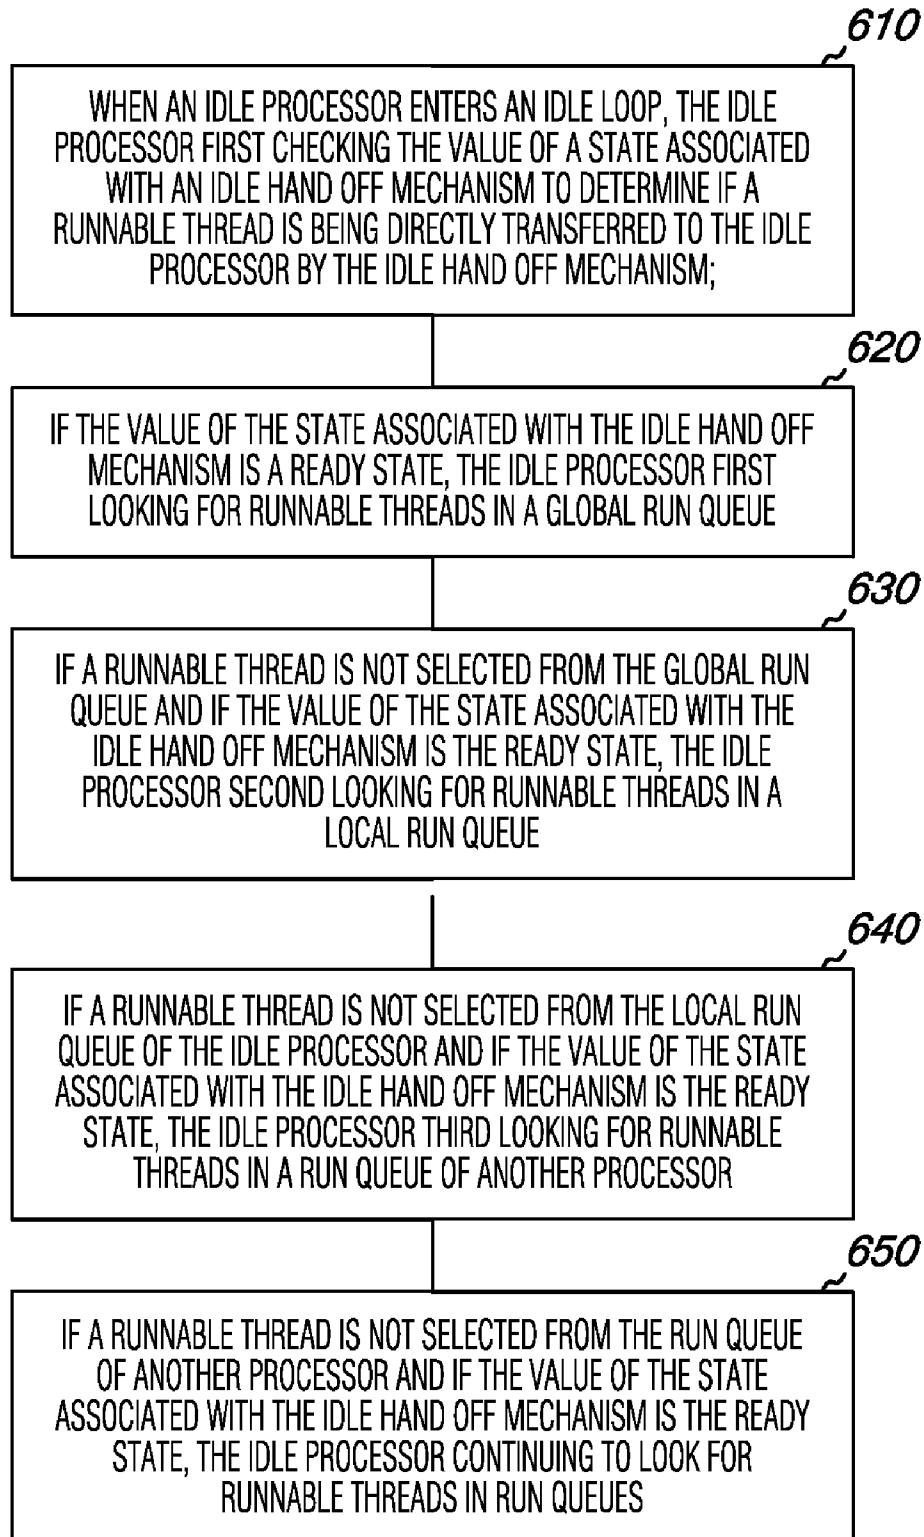 610
WHEN AN IDLE PROCESSOR ENTERS AN IDLE LOOP, THE IDLE
PROCESSOR FIRST CHECKING THE VALUE OF A STATE ASSOCIATED
WITH AN IDLE HAND OFF MECHANISM TO DETERMINE IF A
RUNNABLE THREAD IS BEING DIRECTLY TRANSFERRED TO THE IDLE
PROCESSOR BY THE IDLE HAND OFF MECHANISM;
620
IF THE VALUE OF THE STATE ASSOCIATED WITH THE IDLE HAND OFF
MECHANISM IS A READY STATE, THE IDLE PROCESSOR FIRST
LOOKING FOR RUNNABLE THREADS IN A GLOBAL RUN QUEUE
630
IF A RUNNABLE THREAD IS NOT SELECTED FROM THE GLOBAL RUN
QUEUE AND IF THE VALUE OF THE STATE ASSOCIATED WITH THE
IDLE HAND OFF MECHANISM IS THE READY STATE, THE IDLE
PROCESSOR SECOND LOOKING FOR RUNNABLE THREADS IN A
LOCAL RUN QUEUE
640
IF A RUNNABLE THREAD IS NOT SELECTED FROM THE LOCAL RUN
QUEUE OF THE IDLE PROCESSOR AND IF THE VALUE OF THE STATE
ASSOCIATED WITH THE IDLE HAND OFF MECHANISM IS THE READY
STATE, THE IDLE PROCESSOR THIRD LOOKING FOR RUNNABLE
THREADS IN A RUN QUEUE OF ANOTHER PROCESSOR
650
IF A RUNNABLE THREAD IS NOT SELECTED FROM THE RUN QUEUE
OF ANOTHER PROCESSOR AND IF THE VALUE OF THE STATE
ASSOCIATED WITH THE IDLE HAND OFF MECHANISM IS THE READY
STATE, THE IDLE PROCESSOR CONTINUING TO LOOK FOR
RUNNABLE THREADS IN RUN QUEUES